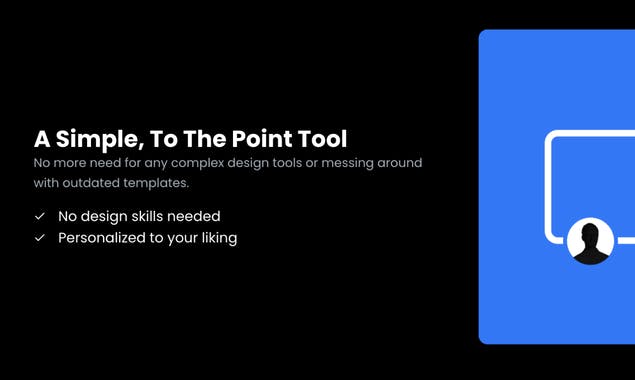 A Simple, To The Point Tool
No more need for any complex design tools or messing around
with outdated templates.
No design skills needed
Personalized to your liking